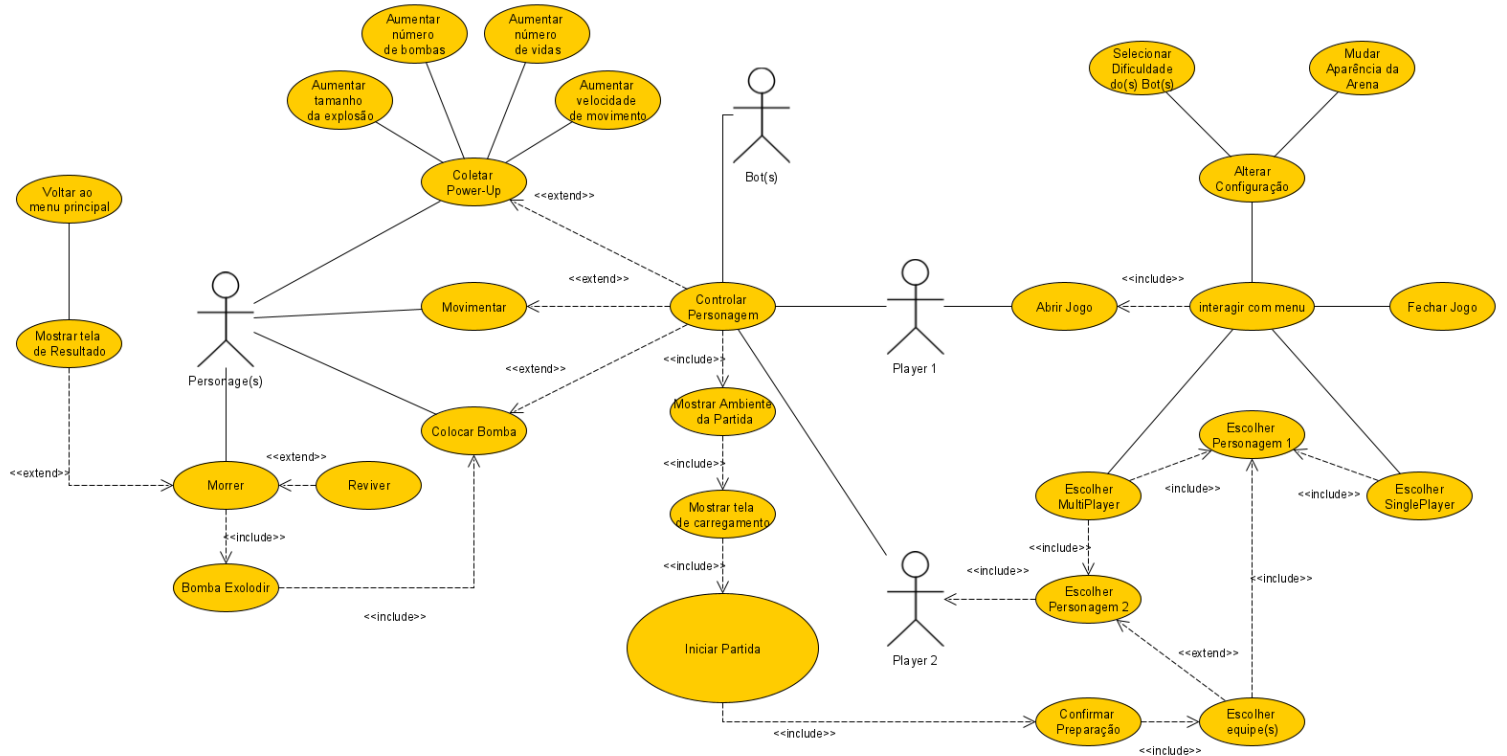 Aumentar
número
de bombas
Aumentar
número
de vidas
Aumentar
tamanho
da explosão
Aumentar
velocidade
de movimento
Selecionar
Dificuldade
do(s) Bot(s)
Mudar
Aparência da
Arena
Coletar
Power-Up
Bot(s)
Alterar
Configuração
Voltar ao
menu principal
<<extend>>
<<extend>>
<<include>>
Movimentar
Controlar
Personagem
Abrir Jogo
interagir com menu
Fechar Jogo
Mostrar tela
de Resultado
Personage(s)
Player 1
<<include>>
<<extend>>
Mostrar Ambiente
da Partida
Colocar Bomba
Escolher
Personagem 1
<<extend>>
<<extend>>
<<include>>
<<include>>
<<include>>
Morrer
Reviver
Escolher
MultiPlayer
Escolher
SinglePlayer
Mostrar tela
de carregamento
<<include>>
<<include>>
<<include>>
<<include>>
<<include>>
Bomba Exolodir
Escolher
Personagem 2
<<include>>
Iniciar Partida
Player 2
<<extend>>
Confirmar
Preparação
Escolher
equipe(s)
<<include>>
<<include>>